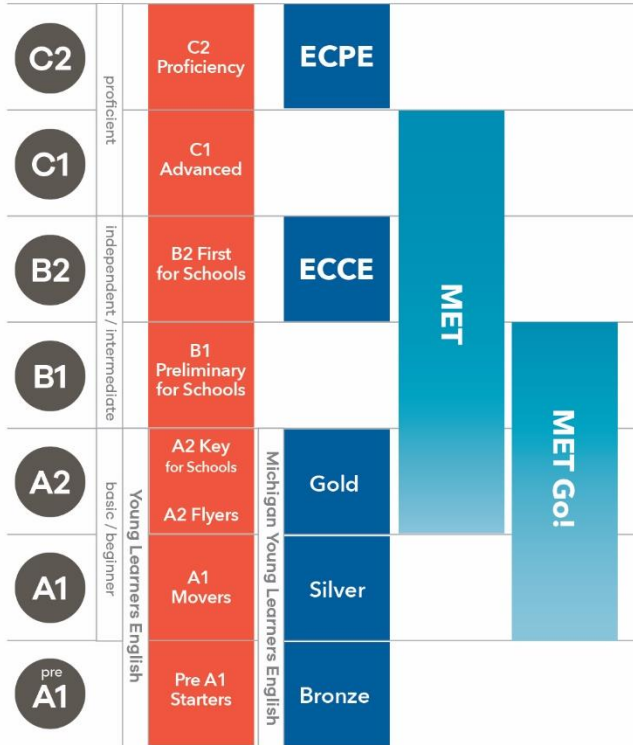 C2
proficient
C2
Proficiency
ECPE
C1
C1
Advanced
MET
B2
independent / intermediate
B2 First
for Schools
ECCE
B1
B1
Preliminary
for Schools
MET Go!
A2
basic / beginner
Young Learners English
A2 Key
for Schools
A2 Flyers
Michigan Young Learners English
Gold
A1
A1
Movers
Silver
pre
A1
Pre A1
Starters
Bronze